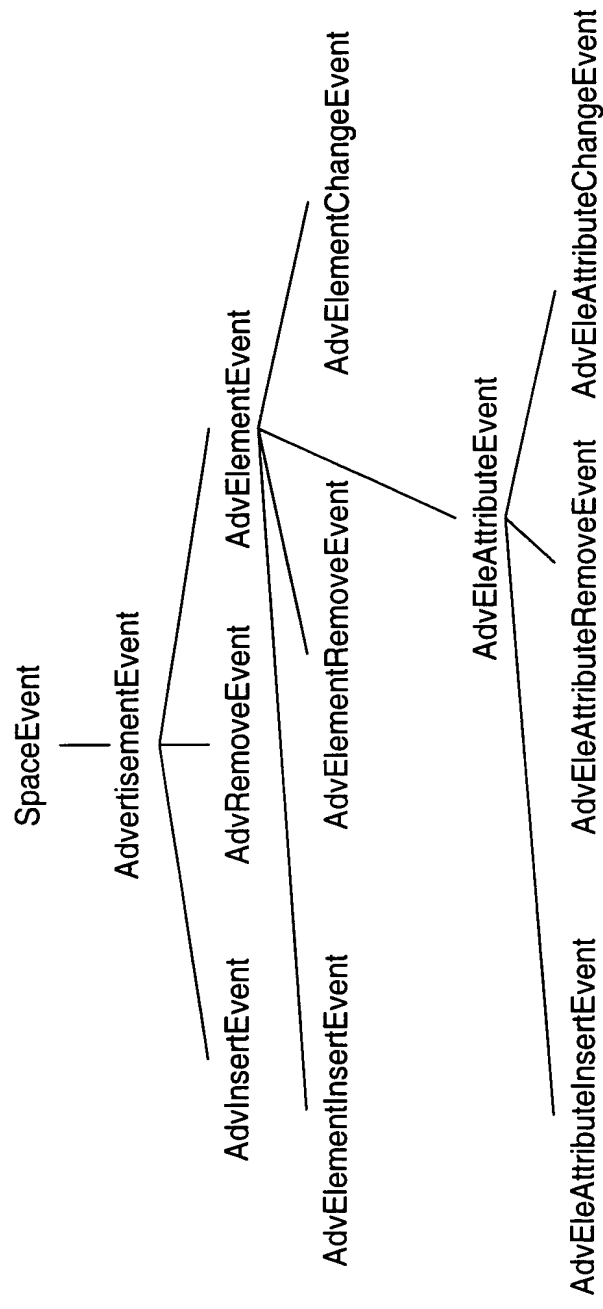 SpaceEvent
AdvertisementEvent
AdvInsertEvent
AdvRemoveEvent
AdvElementEvent
AdvElementInsertEvent
AdvElementRemoveEvent
AdvElementChangeEvent
AdvEleAttributeEvent
AdvEleAttributeInsertEvent
AdvEleAttributeRemoveEvent
AdvEleAttributeChangeEvent